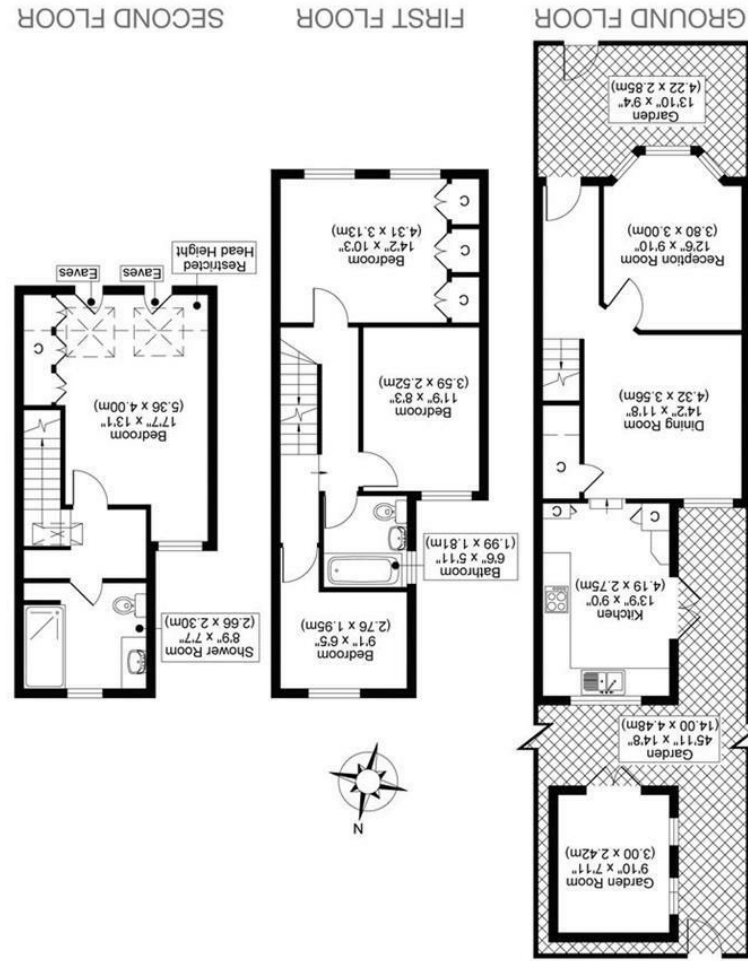 Garden Room
9'10" x 7'11"
(3.00 x 2.42m)
Garden
45'11" x 14'8"
(14.00 x 4.48m)
Kitchen
13'9" x 9'0"
(4.19 x 2.75m)
C
C
Dining Room
14'2" x 11'8"
(4.32 x 3.56m)
C
Reception Room
12'6" x 9'10"
(3.80 x 3.00m)
Garden
13'10" x 9'4"
(4.22 x 2.85m)
GROUND FLOOR
N
Bedroom
9'1" x 6'5"
(2.76 x 1.95m)
Bathroom
6'6" x 5'11"
(1.99 x 1.81m)
Bedroom
11'9" x 8'3"
(3.59 x 2.52m)
Bedroom
14'2" x 10'3"
(4.31 x 3.13m)
C
C
C
FIRST FLOOR
Shower Room
8'9" x 7'7"
(2.66 x 2.30m)
Bedroom
17'7" x 13'1"
(5.36 x 4.00m)
C
Restricted
Head Height
Eaves
Eaves
SECOND FLOOR